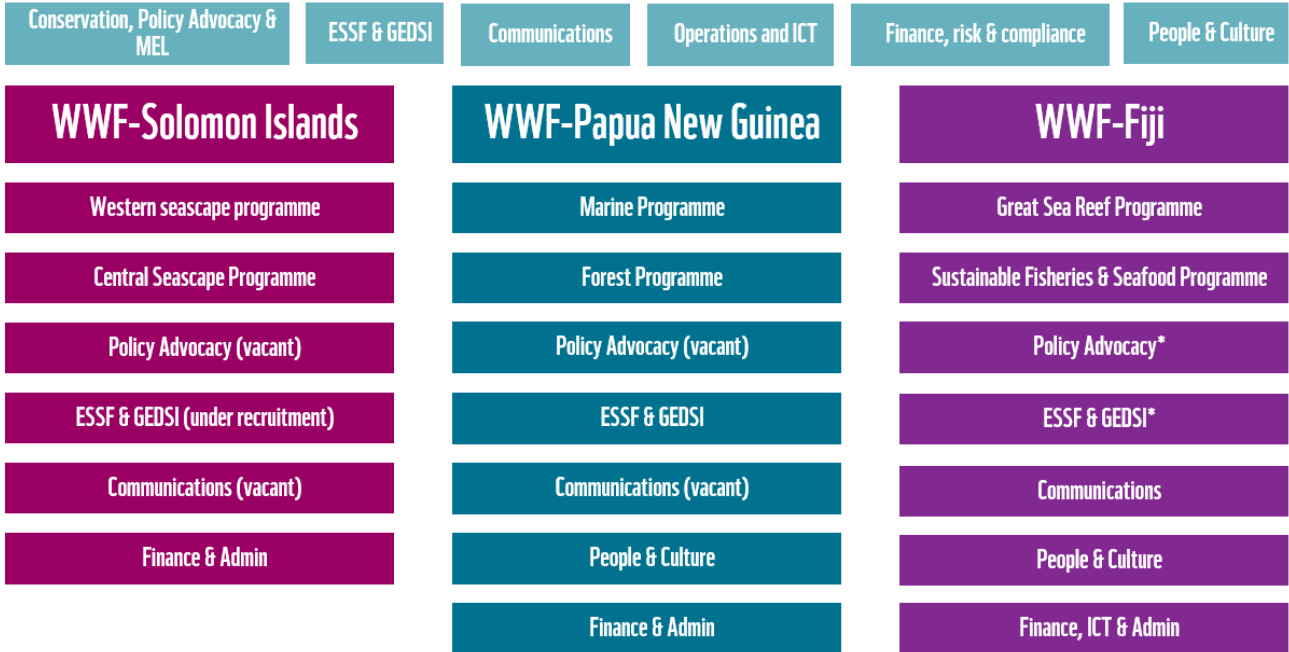 Conservation, Policy Advocacy &
MEL
ESSF & GEDSI
Communications
Operations and ICT
Finance, risk & compliance
People & Culture
WWF-Solomon Islands
Western seascape programme
Central Seascape Programme
Policy Advocacy (vacant)
ESSF & GEDSI (under recruitment)
Communications (vacant)
Finance & Admin
WWF-Papua New Guinea
Marine Programme
Forest Programme
Policy Advocacy (vacant)
ESSF & GEDSI
Communications (vacant)
People & Culture
Finance & Admin
WWF-Fiji
Great Sea Reef Programme
Sustainable Fisheries & Seafood Programme
Policy Advocacy*
ESSF & GEDSI*
Communications
People & Culture
Finance, ICT & Admin